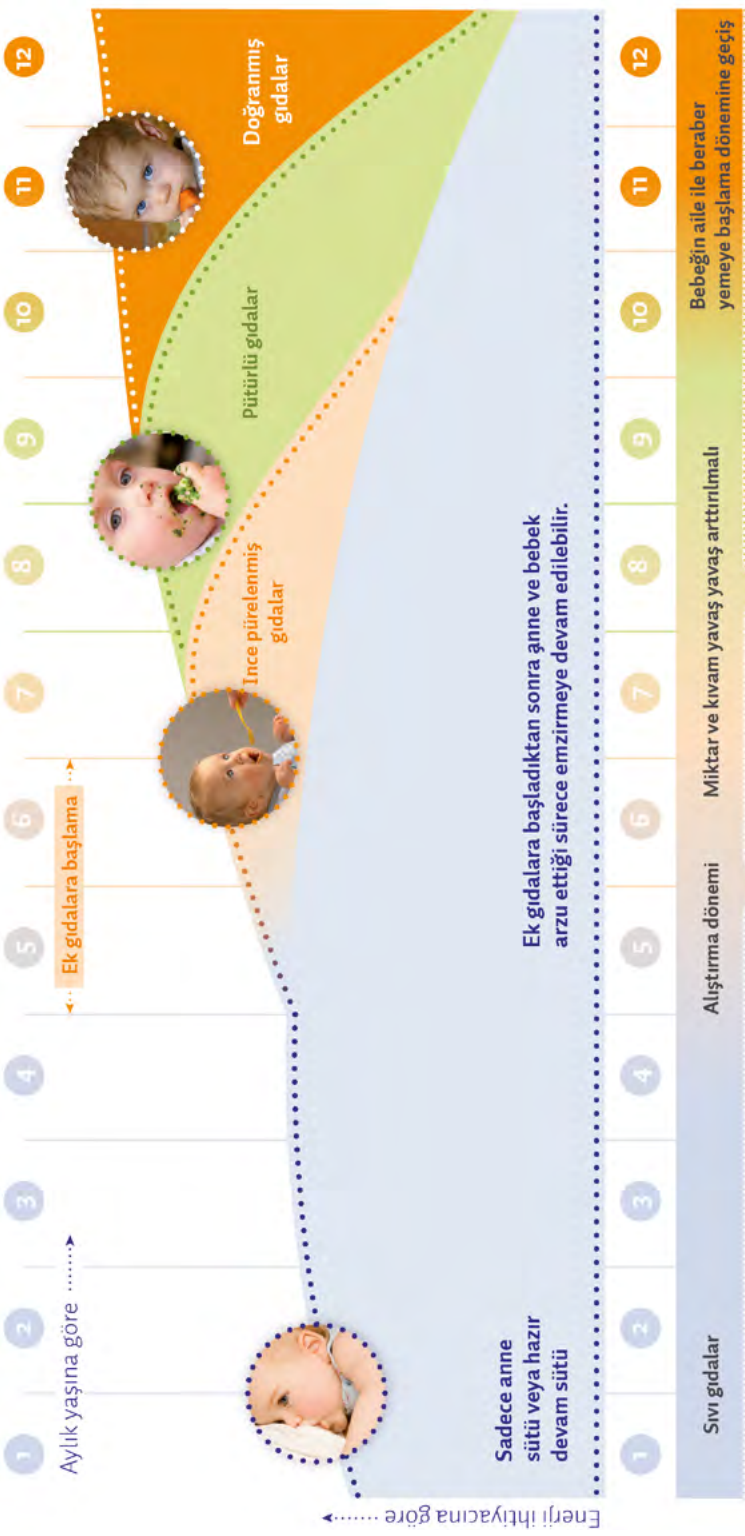 1 2 3 4 5 6 7 8 9 10 11 12
Aylık yaşına göre
Ek gıdalara başlama
Enerji ihtiyacına göre
Doğranmış
gıdalar
Pütürlü gıdalar
Ince pürelenmiş
gıdalar
Sadece anne
sütü veya hazır
devam sütü
Ek gıdalara başladıktan sonra anne ve bebek
arzu ettiği sürece emzirmeye devam edilebilir.
1 2 3 4 5 6 7 8 9 10 11 12
Sıvı gıdalar
Alıştırma dönemi
Miktar ve kıvam yavaş yavaş arttırılmalı
Bebeğin aile ile beraber
yemeye başlama dönemine geçiş